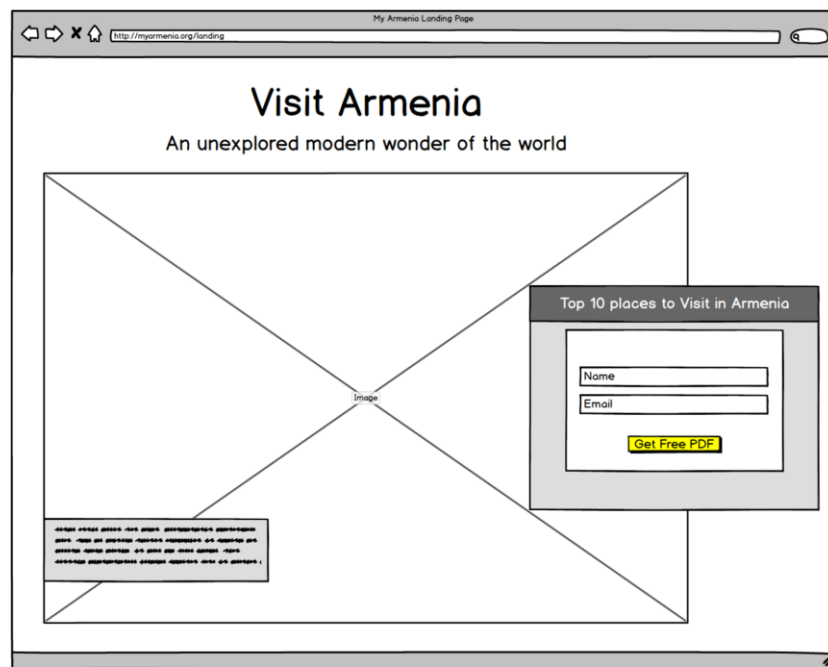 My Armenia Landing Page
http://myarmenia.org/landing
Visit Armenia
An unexplored modern wonder of the world
Top 10 places to Visit in Armenia
Name
Image
Email
Get Free PDF